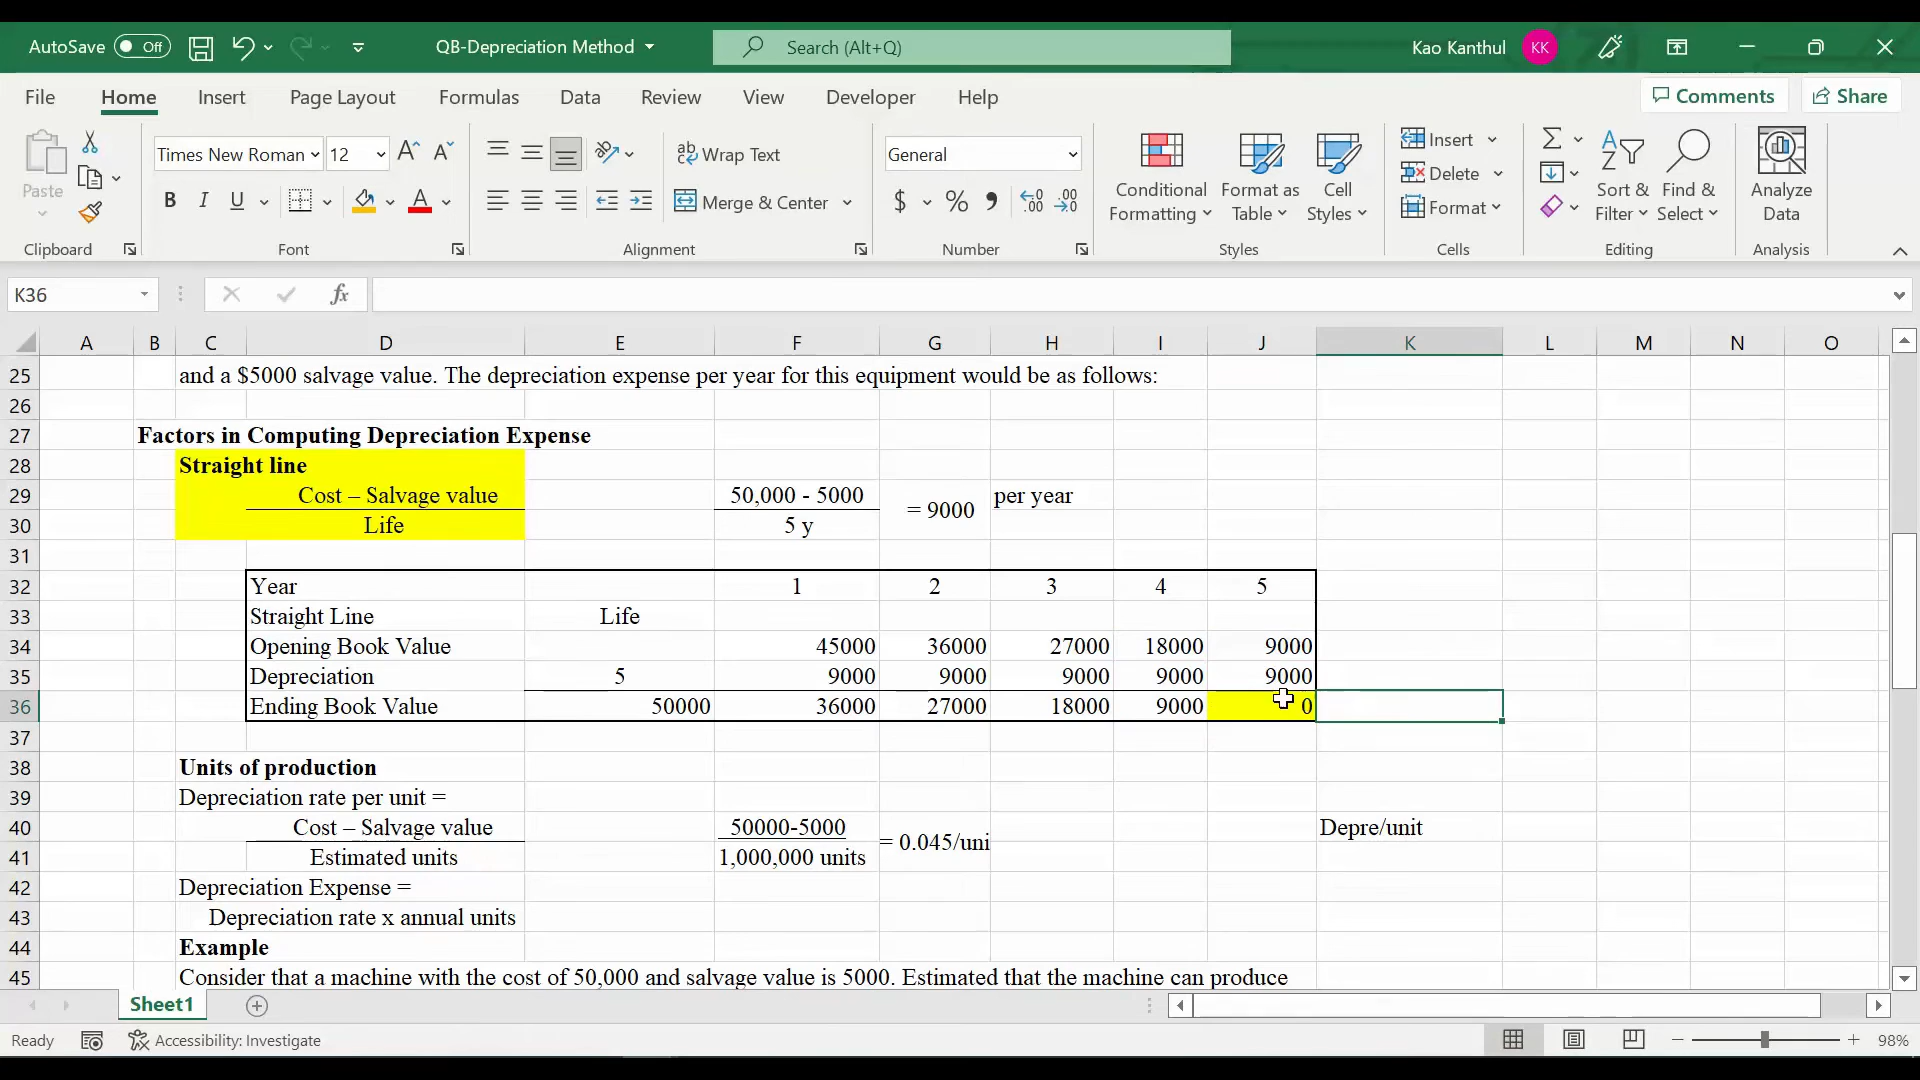 AutoSave Off QB-Depreciation Method Search (Alt+Q) Kao Kanthul KK
File Home Insert Page Layout Formulas Data Review View Developer Help Comments Share
Times New Roman 12 Wrap Text General Insert
Paste Conditional Format as Cell Delete Sort & Find & Analyze
B I U Merge & Center $ % Formatting Table Styles Format Filter Select Data
Clipboard Font Alignment Number Styles Cells Editing Analysis
K36 fx
A B C D E F G H I J K L M N O
25 and a $5000 salvage value. The depreciation expense per year for this equipment would be as follows:
26
27 Factors in Computing Depreciation Expense
28 Straight line
29 Cost – Salvage value 50,000 - 5000 per year
= 9000
30 Life 5 y
31
32 Year 1 2 3 4 5
33 Straight Line Life
34 Opening Book Value 45000 36000 27000 18000 9000
35 Depreciation 5 9000 9000 9000 9000 9000
36 Ending Book Value 50000 36000 27000 18000 9000 0
37
38 Units of production
39 Depreciation rate per unit =
40 Cost – Salvage value 50000-5000 Depre/unit
= 0.045/uni
41 Estimated units 1,000,000 units
42 Depreciation Expense =
43 Depreciation rate x annual units
44 Example
45 Consider that a machine with the cost of 50,000 and salvage value is 5000. Estimated that the machine can produce
Sheet1
Ready Accessibility: Investigate 98%